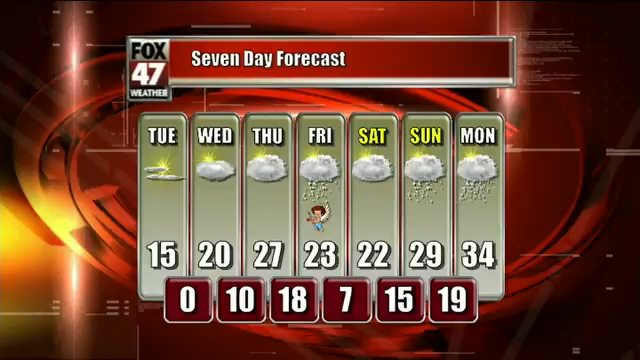 FOX
47
WEATHER
Seven Day Forecast
TUE WED THU FRI SAT SUN MON
15 20 27 23 22 29 34
0 10 18 7 15 19